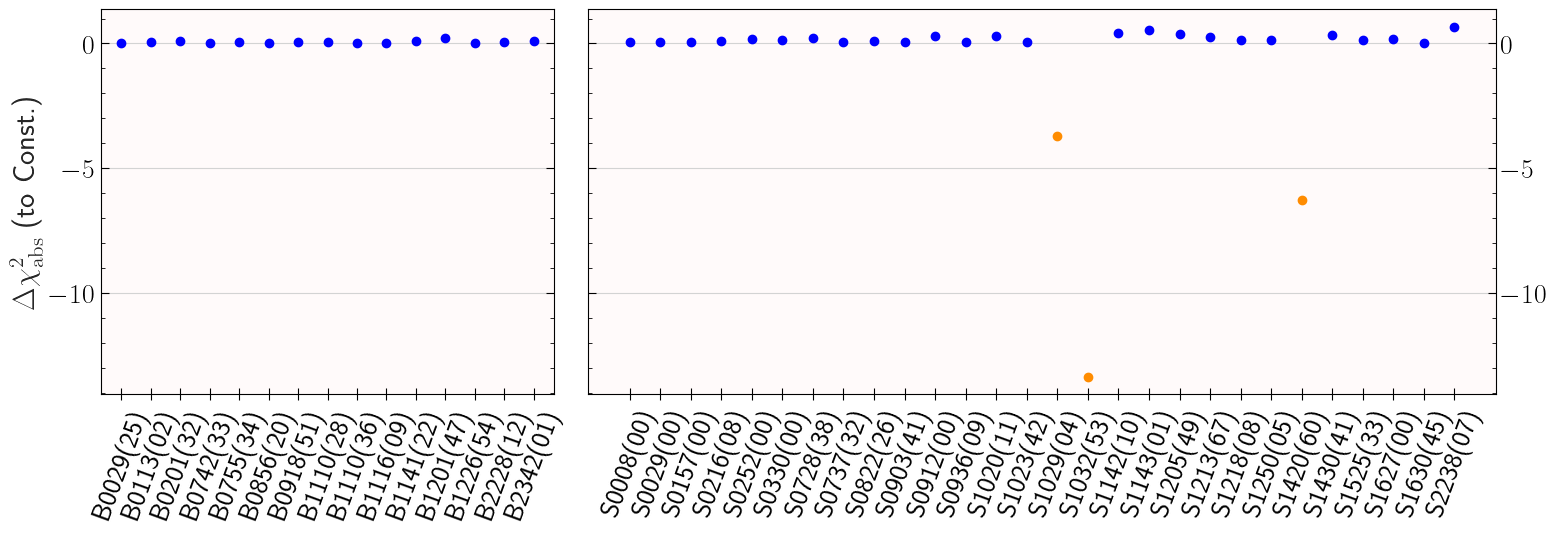 Δχ²abs (to Const.)
0
−5
−10
0
−5
−10
B0029(25)
B0113(02)
B0201(32)
B0742(33)
B0755(34)
B0856(20)
B0918(51)
B1110(28)
B1110(36)
B1116(09)
B1141(22)
B1201(47)
B1226(54)
B2228(12)
B2342(01)
S0008(00)
S0029(00)
S0157(00)
S0216(08)
S0252(00)
S0330(00)
S0728(38)
S0737(32)
S0822(26)
S0903(41)
S0912(00)
S0936(09)
S1020(11)
S1023(42)
S1029(04)
S1032(53)
S1142(10)
S1143(01)
S1205(49)
S1213(67)
S1218(08)
S1250(05)
S1420(60)
S1430(41)
S1525(33)
S1627(00)
S1630(45)
S2238(07)